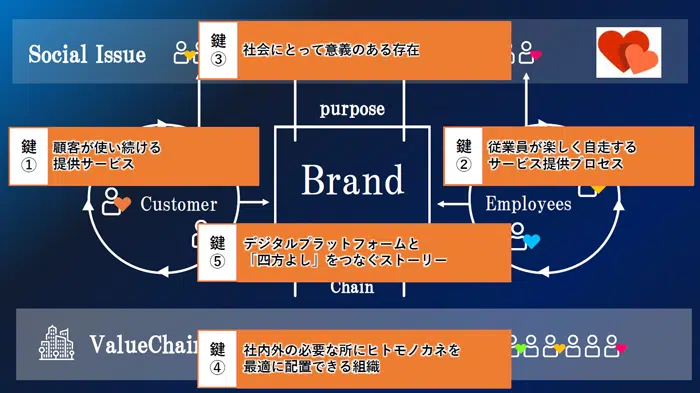 鍵
③
社会にとって意義のある存在
Social Issue
purpose
鍵
①
顧客が使い続ける
提供サービス
鍵
②
従業員が楽しく自走する
サービス提供プロセス
Brand
Customer
Employees
鍵
⑤
デジタルプラットフォームと
「四方よし」をつなぐストーリー
Chain
ValueChain
鍵
④
社内外の必要な所にヒトモノカネを
最適に配置できる組織